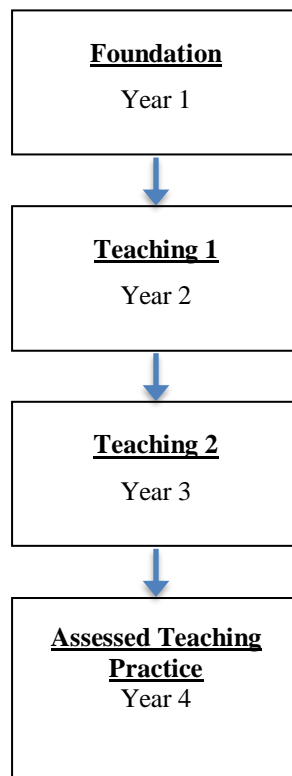 Foundation
Year 1
Teaching 1
Year 2
Teaching 2
Year 3
Assessed Teaching
Practice
Year 4